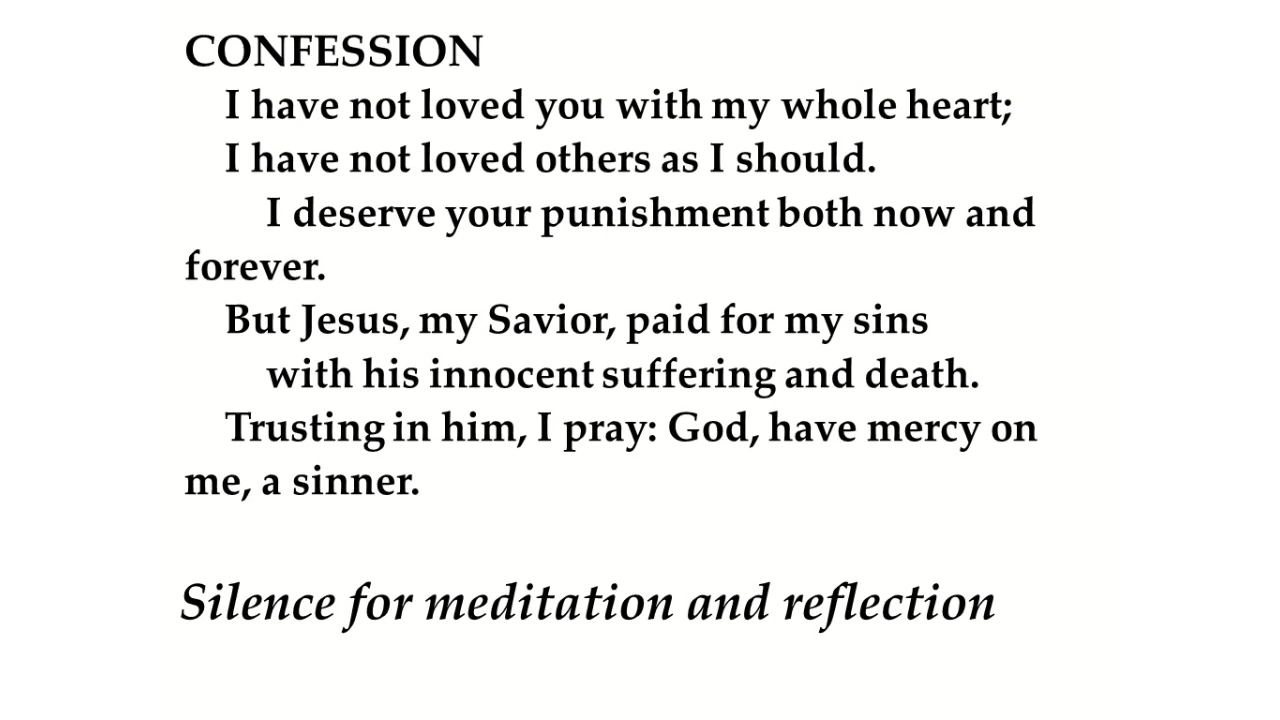 CONFESSION
I have not loved you with my whole heart;
I have not loved others as I should.
I deserve your punishment both now and
forever.
But Jesus, my Savior, paid for my sins
with his innocent suffering and death.
Trusting in him, I pray: God, have mercy on
me, a sinner.
Silence for meditation and reflection